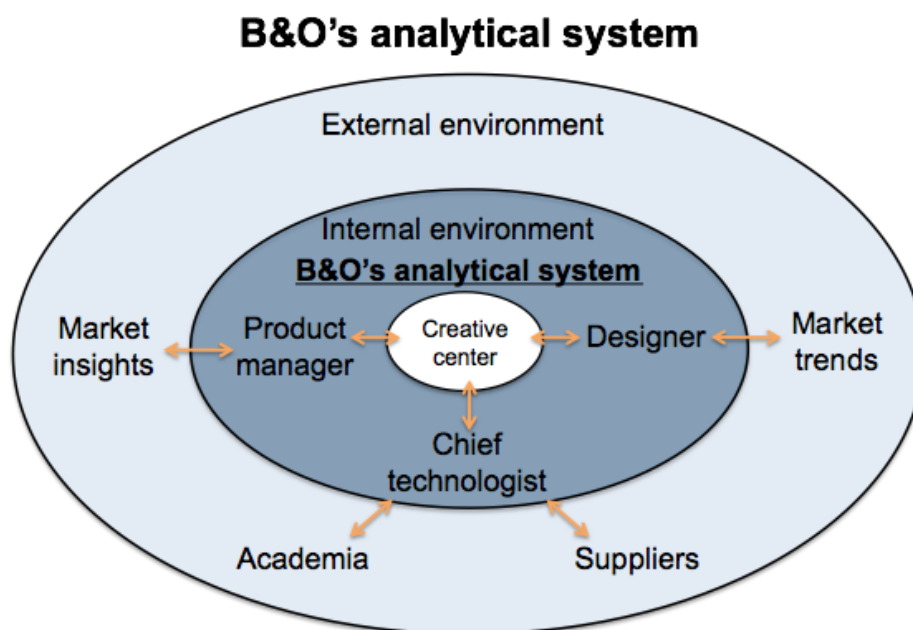 B&O's analytical system
External environment
Internal environment
B&O's analytical system
Market
insights
Product
manager
Creative
center
Designer
Market
trends
Chief
technologist
Academia
Suppliers